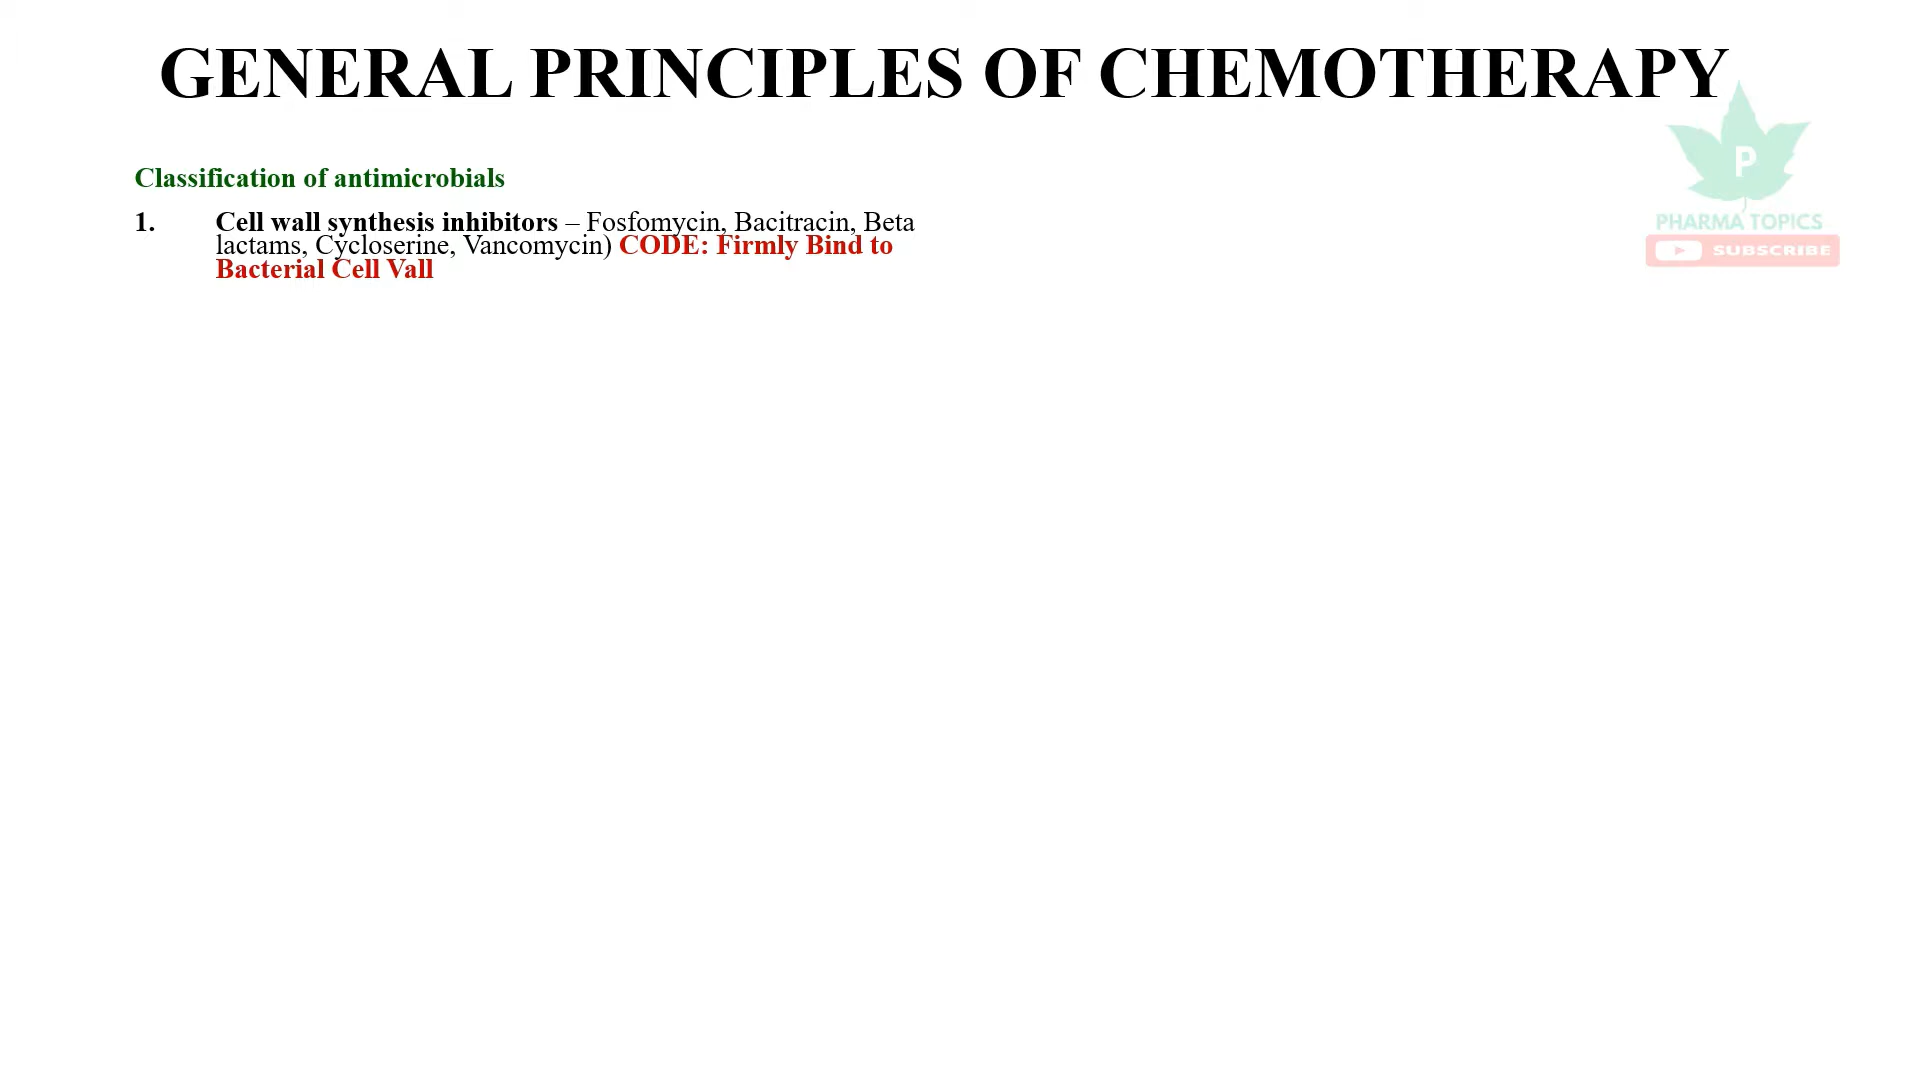 GENERAL PRINCIPLES OF CHEMOTHERAPY
Classification of antimicrobials
1. Cell wall synthesis inhibitors – Fosfomycin, Bacitracin, Beta
lactams, Cycloserine, Vancomycin) CODE: Firmly Bind to
Bacterial Cell Vall
P
PHARMA TOPICS
SUBSCRIBE